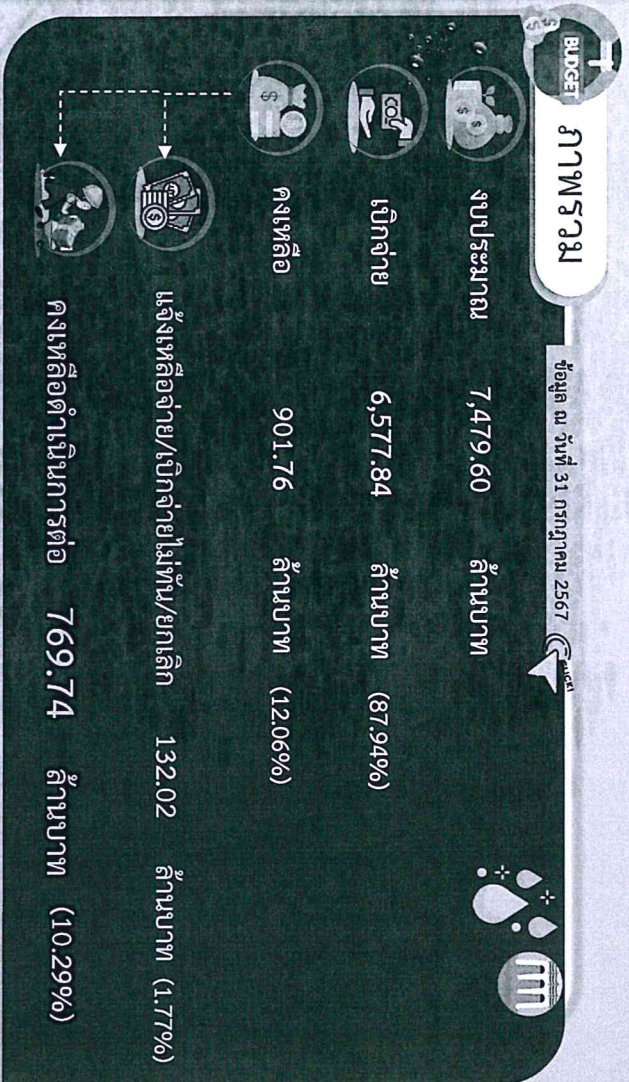 BUDGET
ภาพรวม
ข้อมูล ณ วันที่ 31 กรกฎาคม 2567
งบประมาณ 7,479.60 ล้านบาท
เบิกจ่าย 6,577.84 ล้านบาท (87.94%)
คงเหลือ 901.76 ล้านบาท (12.06%)
แจ้งเหลือจ่าย/เบิกจ่ายไม่ทัน/ยกเลิก 132.02 ล้านบาท (1.77%)
คงเหลือดำเนินการต่อ 769.74 ล้านบาท (10.29%)